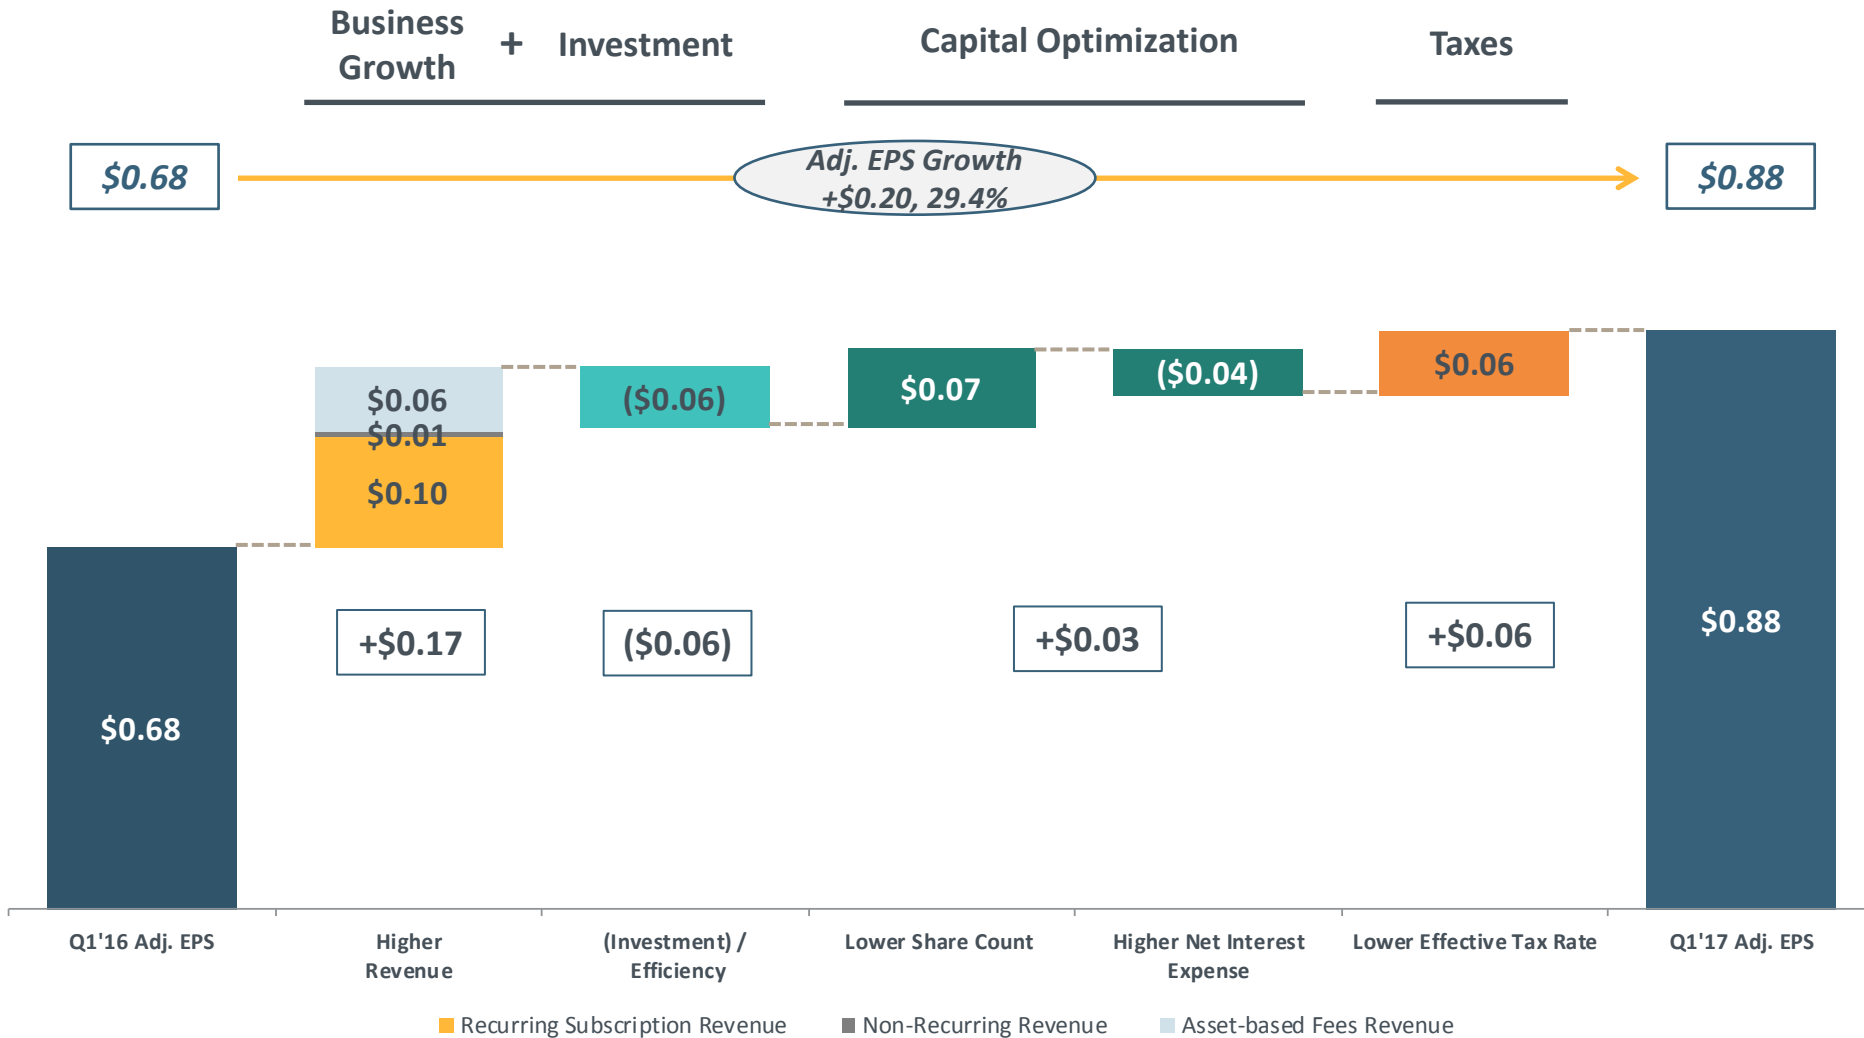 Business
Growth
+
Investment
Capital Optimization
Taxes
$0.68
Adj. EPS Growth
+$0.20, 29.4%
$0.88
$0.06
$0.01
$0.10
($0.06)
$0.07
($0.04)
$0.06
$0.68
+$0.17
($0.06)
+$0.03
+$0.06
$0.88
Q1'16 Adj. EPS
Higher
Revenue
(Investment) /
Efficiency
Lower Share Count
Higher Net Interest
Expense
Lower Effective Tax Rate
Q1'17 Adj. EPS
Recurring Subscription Revenue
Non-Recurring Revenue
Asset-based Fees Revenue